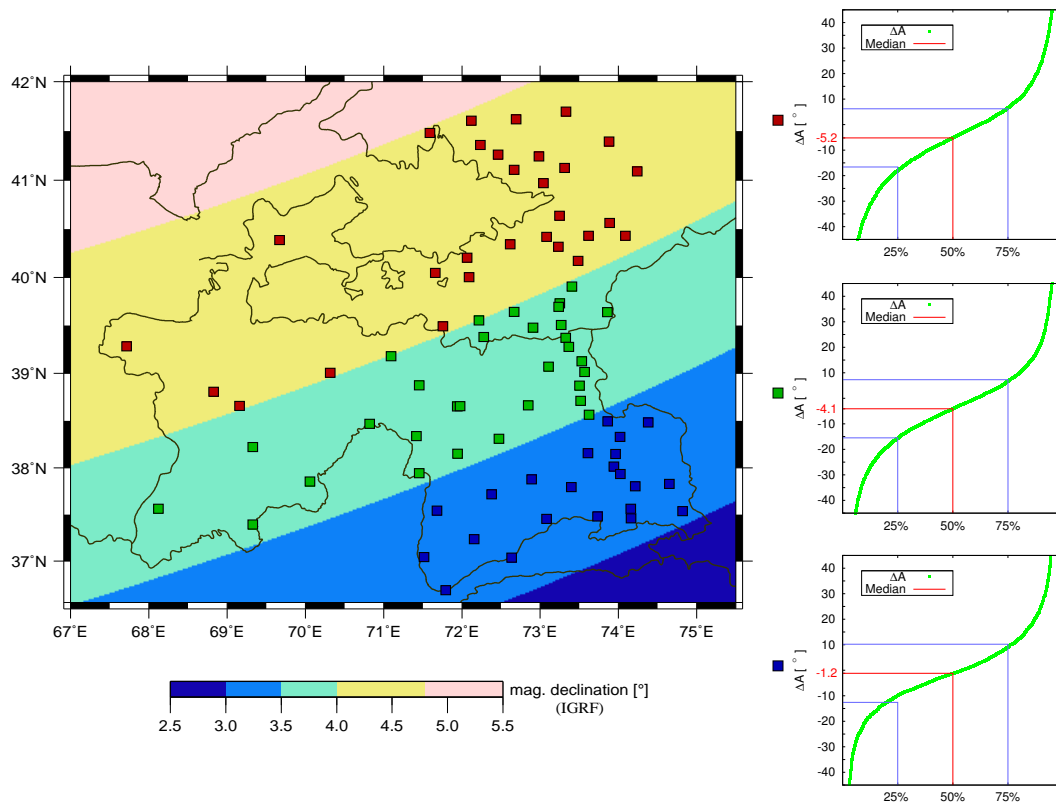 42˚N
41˚N
40˚N
39˚N
38˚N
37˚N
67˚E
68˚E
69˚E
70˚E
71˚E
72˚E
73˚E
74˚E
75˚E
2.5
3.0
3.5
4.0
4.5
5.0
5.5
mag. declination [°]
(IGRF)
ΔA
Median
ΔA [ ° ]
40
30
20
10
-5.2
-10
-20
-30
-40
25%
50%
75%
ΔA
Median
ΔA [ ° ]
40
30
20
10
-4.1
-10
-20
-30
-40
25%
50%
75%
ΔA
Median
ΔA [ ° ]
40
30
20
10
-1.2
-10
-20
-30
-40
25%
50%
75%